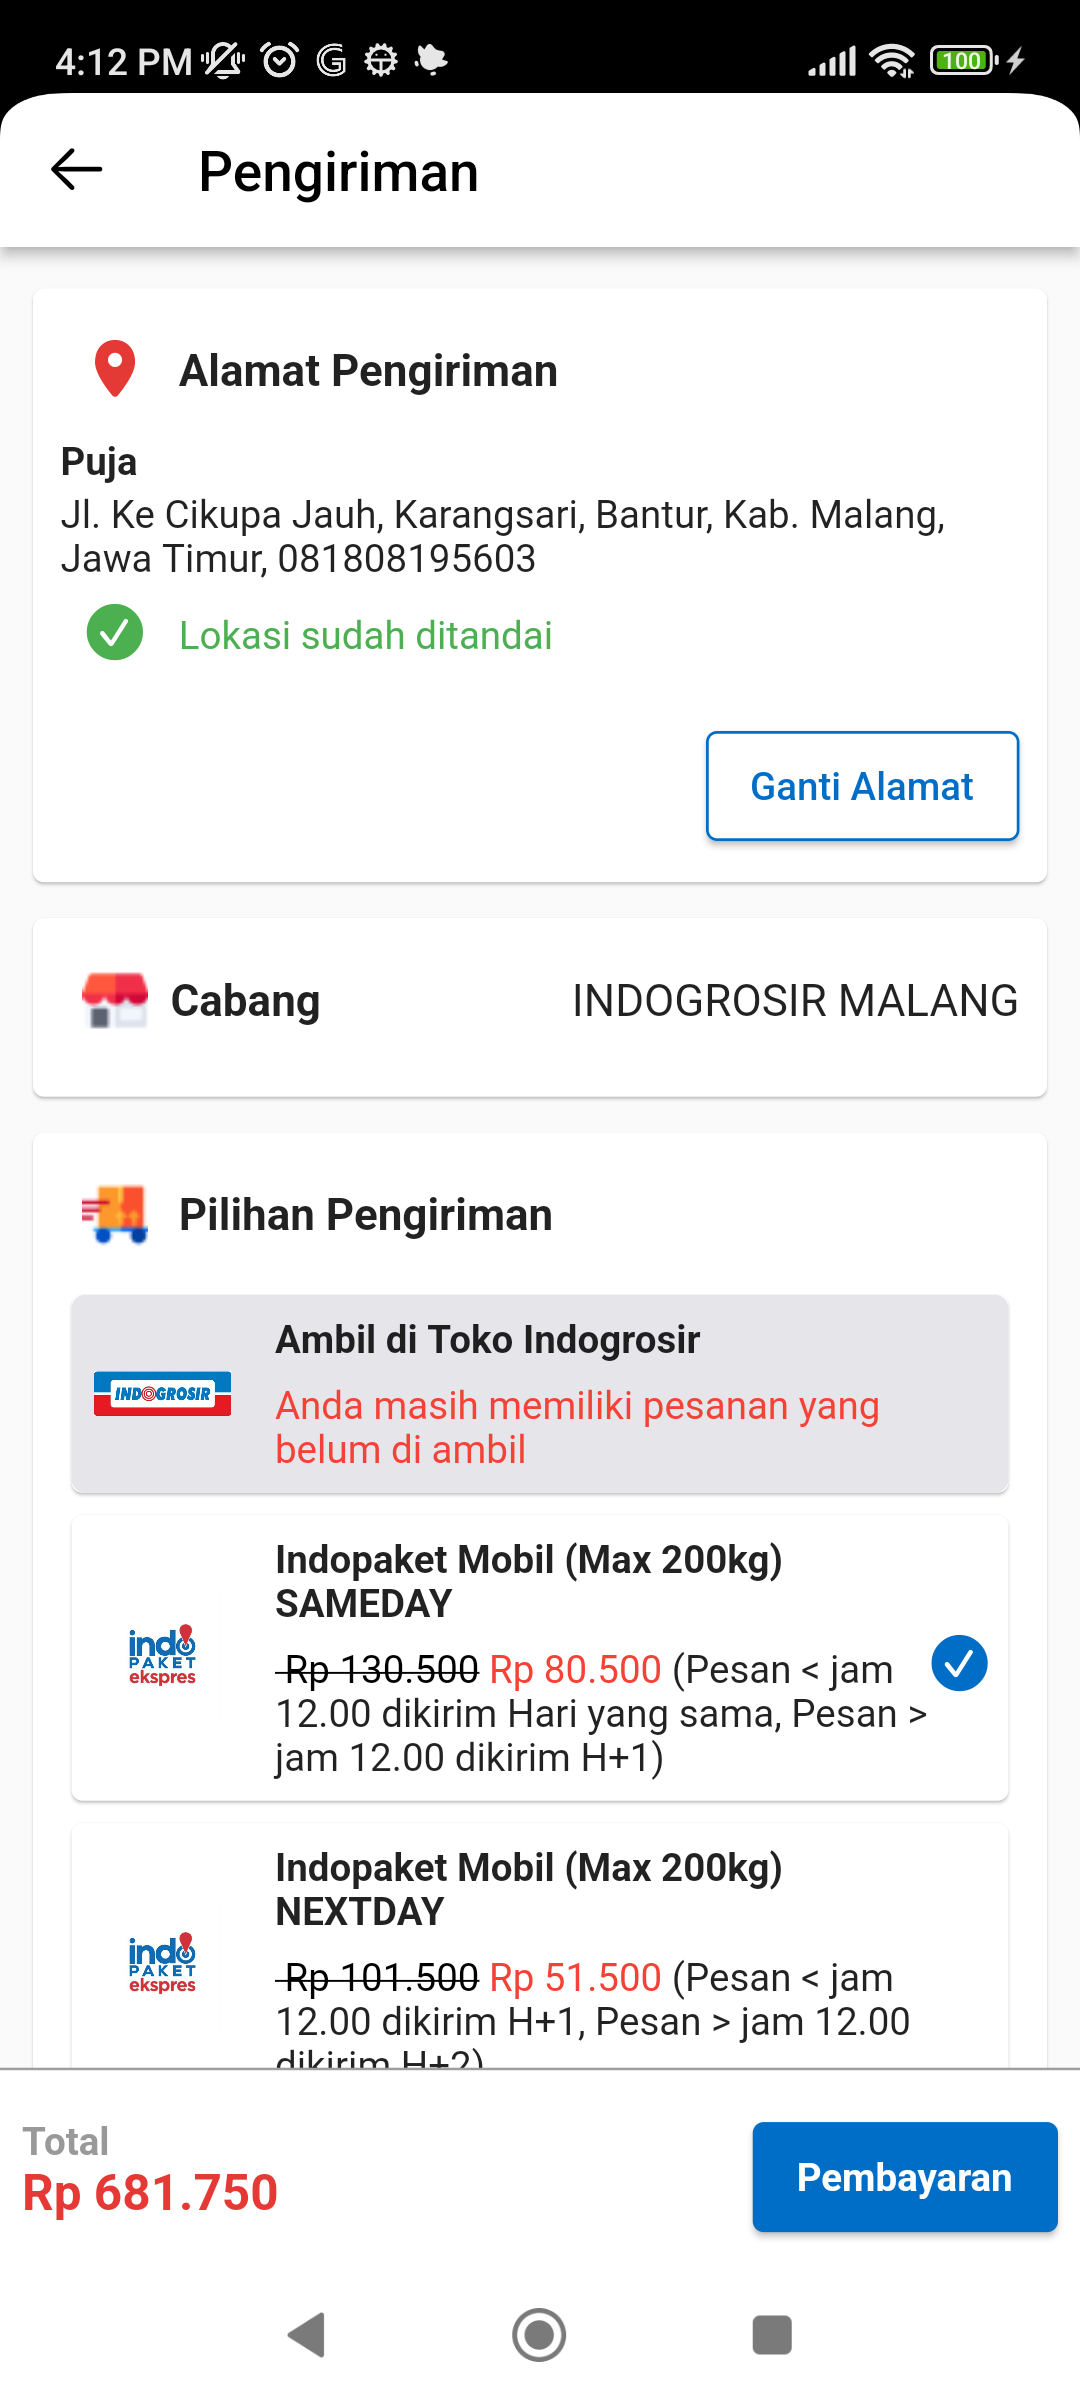 4:12 PM
100
Pengiriman
Alamat Pengiriman
Puja
Jl. Ke Cikupa Jauh, Karangsari, Bantur, Kab. Malang,
Jawa Timur, 081808195603
Lokasi sudah ditandai
Ganti Alamat
Cabang
INDOGROSIR MALANG
Pilihan Pengiriman
INDOGROSIR
Ambil di Toko Indogrosir
Anda masih memiliki pesanan yang
belum di ambil
indo
PAKET
ekspres
Indopaket Mobil (Max 200kg)
SAMEDAY
Rp 130.500 Rp 80.500 (Pesan < jam
12.00 dikirim Hari yang sama, Pesan >
jam 12.00 dikirim H+1)
indo
PAKET
ekspres
Indopaket Mobil (Max 200kg)
NEXTDAY
Rp 101.500 Rp 51.500 (Pesan < jam
12.00 dikirim H+1, Pesan > jam 12.00
dikirim H+2)
Total
Rp 681.750
Pembayaran